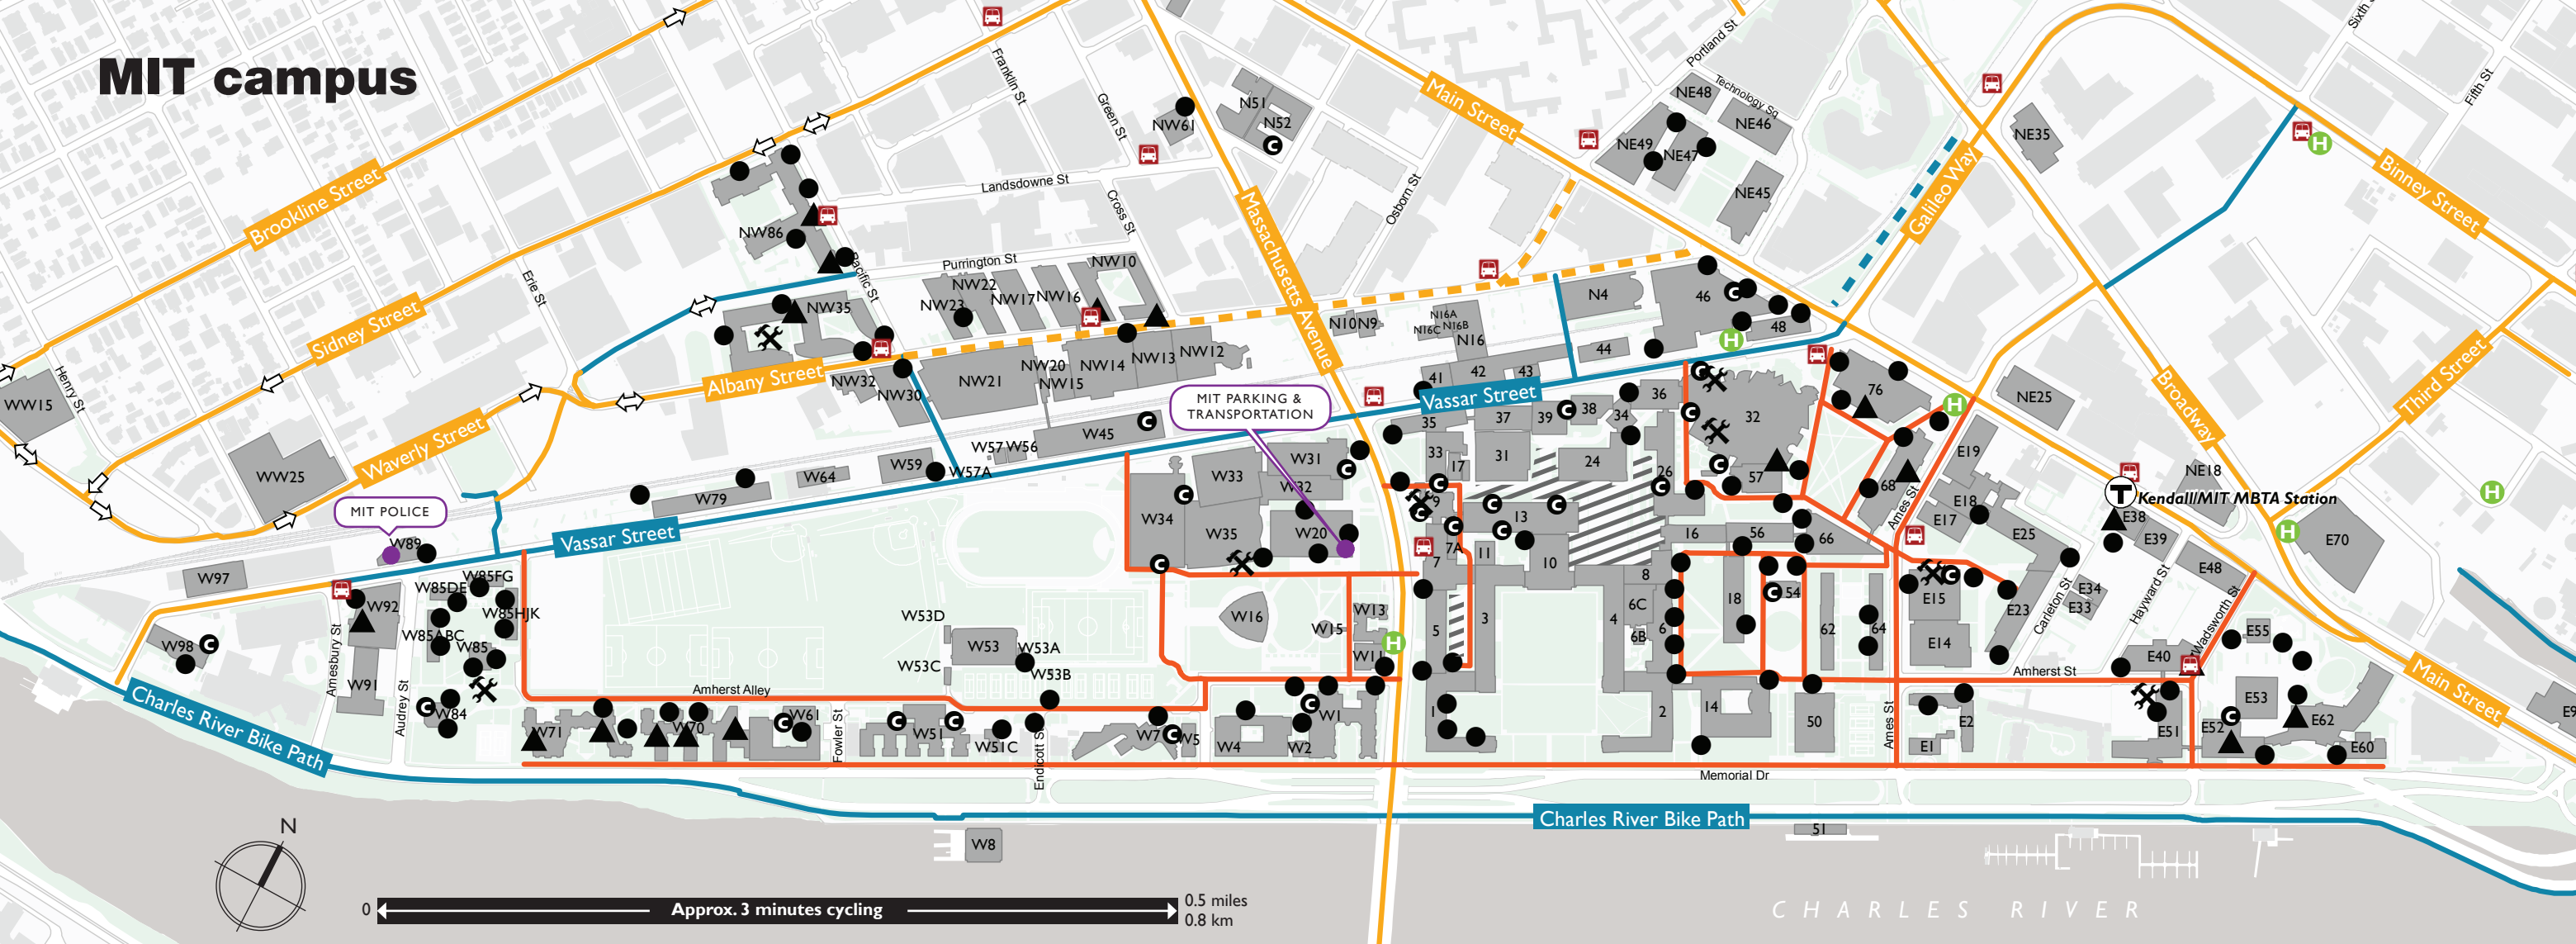 MIT campus
Brookline Street
Sidney Street
Waverly Street
Albany Street
Main Street
Massachusetts Avenue
Galileo Way
Binney Street
Broadway
Third Street
Main Street
Vassar Street
Vassar Street
Charles River Bike Path
Charles River Bike Path
Henry St
Erie St
Pacific St
Franklin St
Green St
Landsdowne St
Cross St
Purrington St
Osborn St
Portland St
Technology Sq
Fifth St
Ames St
Ames St
Carleton St
Hayward St
Wadsworth St
Amherst St
Amherst Alley
Amesbury St
Audrey St
Fowler St
Endicott St
Memorial Dr
MIT POLICE
MIT PARKING &
TRANSPORTATION
T
Kendall/MIT MBTA Station
WW15
WW25
NW86
NW35
NW61
N51
N52
NW10
NW22
NW23
NW17
NW16
NW20
NW21
NW15
NW14
NW13
NW12
NW32
NW30
N10
N9
N16A
N16C
N16B
N16
N4
NE48
NE46
NE49
NE47
NE45
NE35
NE25
NE18
46
48
44
41
42
43
35
37
39
38
34
36
32
33
17
31
24
26
57
76
68
9
13
7A
7
11
10
16
56
66
8
6C
6B
6
18
54
62
64
5
3
4
1
2
14
50
51
W97
W98
W89
W92
W91
W85DE
W85FG
W85HJK
W85ABC
W85
W84
W79
W64
W59
W57A
W57
W56
W45
W31
W33
W32
W34
W35
W20
W16
W15
W13
W11
W53D
W53
W53A
W53C
W53B
W71
W70
W61
W51
W51C
W7
W5
W4
W2
W1
W8
E19
E18
E17
E25
E38
E39
E48
E70
E34
E33
E15
E14
E23
E40
E55
E53
E52
E51
E62
E60
E2
E1
N
0
Approx. 3 minutes cycling
0.5 miles
0.8 km
CHARLES RIVER